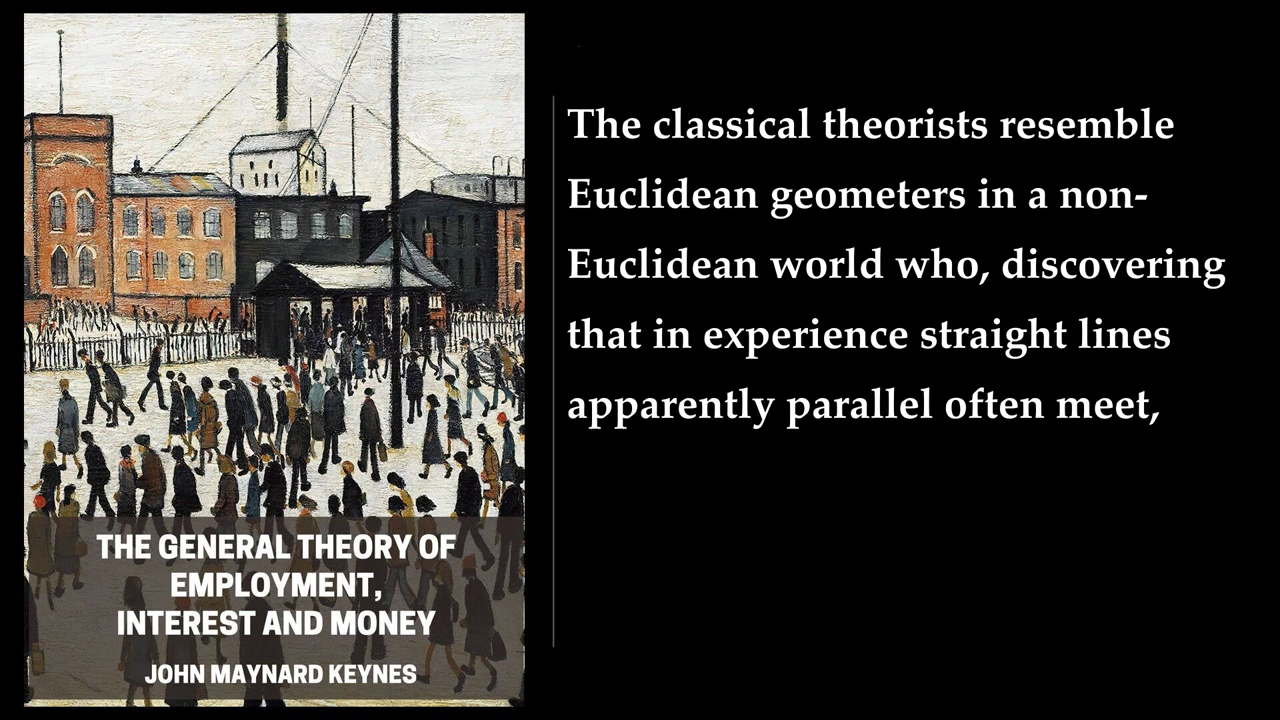 The classical theorists resemble
Euclidean geometers in a non-
Euclidean world who, discovering
that in experience straight lines
apparently parallel often meet,
THE GENERAL THEORY OF
EMPLOYMENT,
INTEREST AND MONEY
JOHN MAYNARD KEYNES